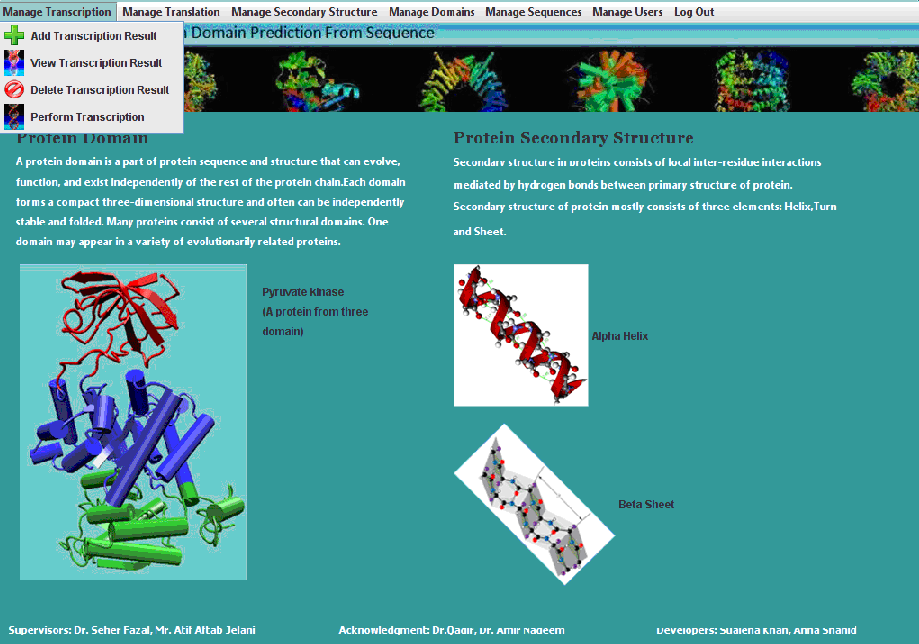 Manage Transcription Manage Translation Manage Secondary Structure Manage Domains Manage Sequences Manage Users Log Out
Domain Prediction From Sequence
Add Transcription Result
View Transcription Result
Delete Transcription Result
Perform Transcription
Protein Domain
A protein domain is a part of protein sequence and structure that can evolve,
function, and exist independently of the rest of the protein chain.Each domain
forms a compact three-dimensional structure and often can be independently
stable and folded. Many proteins consist of several structural domains. One
domain may appear in a variety of evolutionarily related proteins.
Pyruvate kinase
(A protein from three
domain)
Protein Secondary Structure
Secondary structure in proteins consists of local inter-residue interactions
mediated by hydrogen bonds between primary structure of protein.
Secondary structure of protein mostly consists of three elements: Helix,Turn
and Sheet.
Alpha Helix
Beta Sheet
Supervisors: Dr. Seher Fazal, Mr. Atif Aftab Jelani
Acknowledgment: Dr.Qadir, Dr. Amir Nadeem
Developers: Khan, Shahid